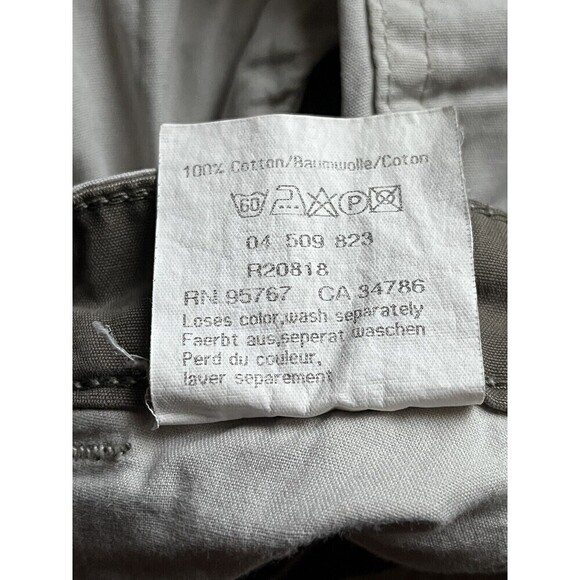 100% Cotton/Baumwolle/Coton
60 P
04 509 823
R20818
RN 95767 CA 34786
Loses color,wash separately
Faerbt aus,seperat waschen
Perd du couleur,
laver separement